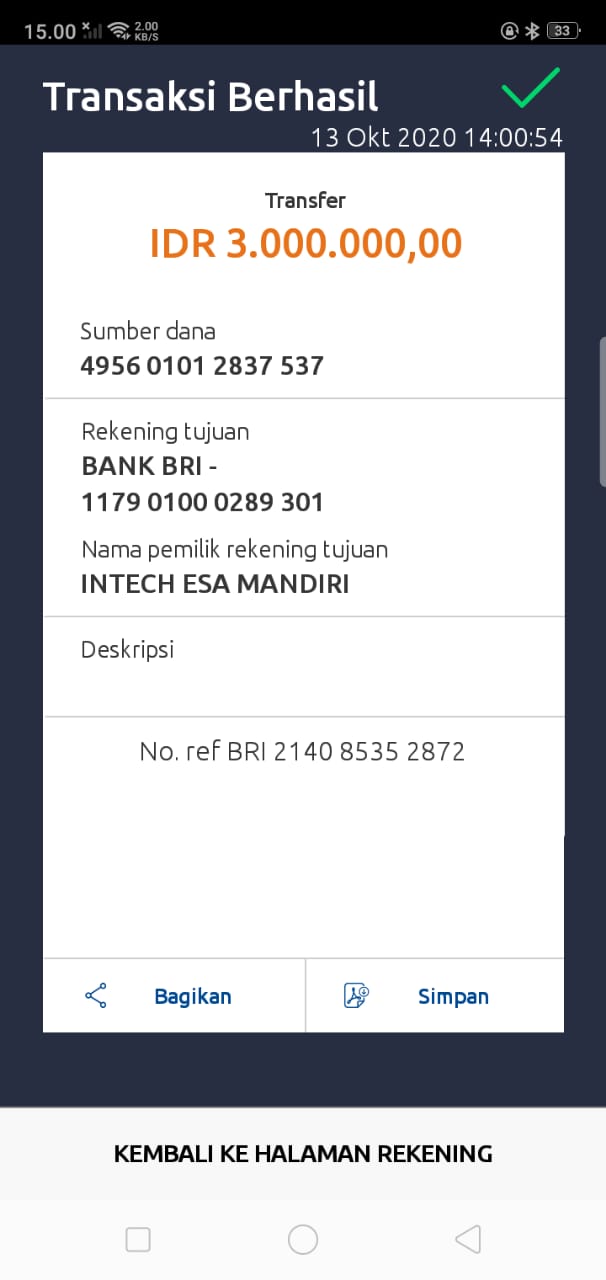 15.00
2.00
KB/S
33
Transaksi Berhasil
13 Okt 2020 14:00:54
Transfer
IDR 3.000.000,00
Sumber dana
4956 0101 2837 537
Rekening tujuan
BANK BRI -
1179 0100 0289 301
Nama pemilik rekening tujuan
INTECH ESA MANDIRI
Deskripsi
No. ref BRI 2140 8535 2872
Bagikan
Simpan
KEMBALI KE HALAMAN REKENING